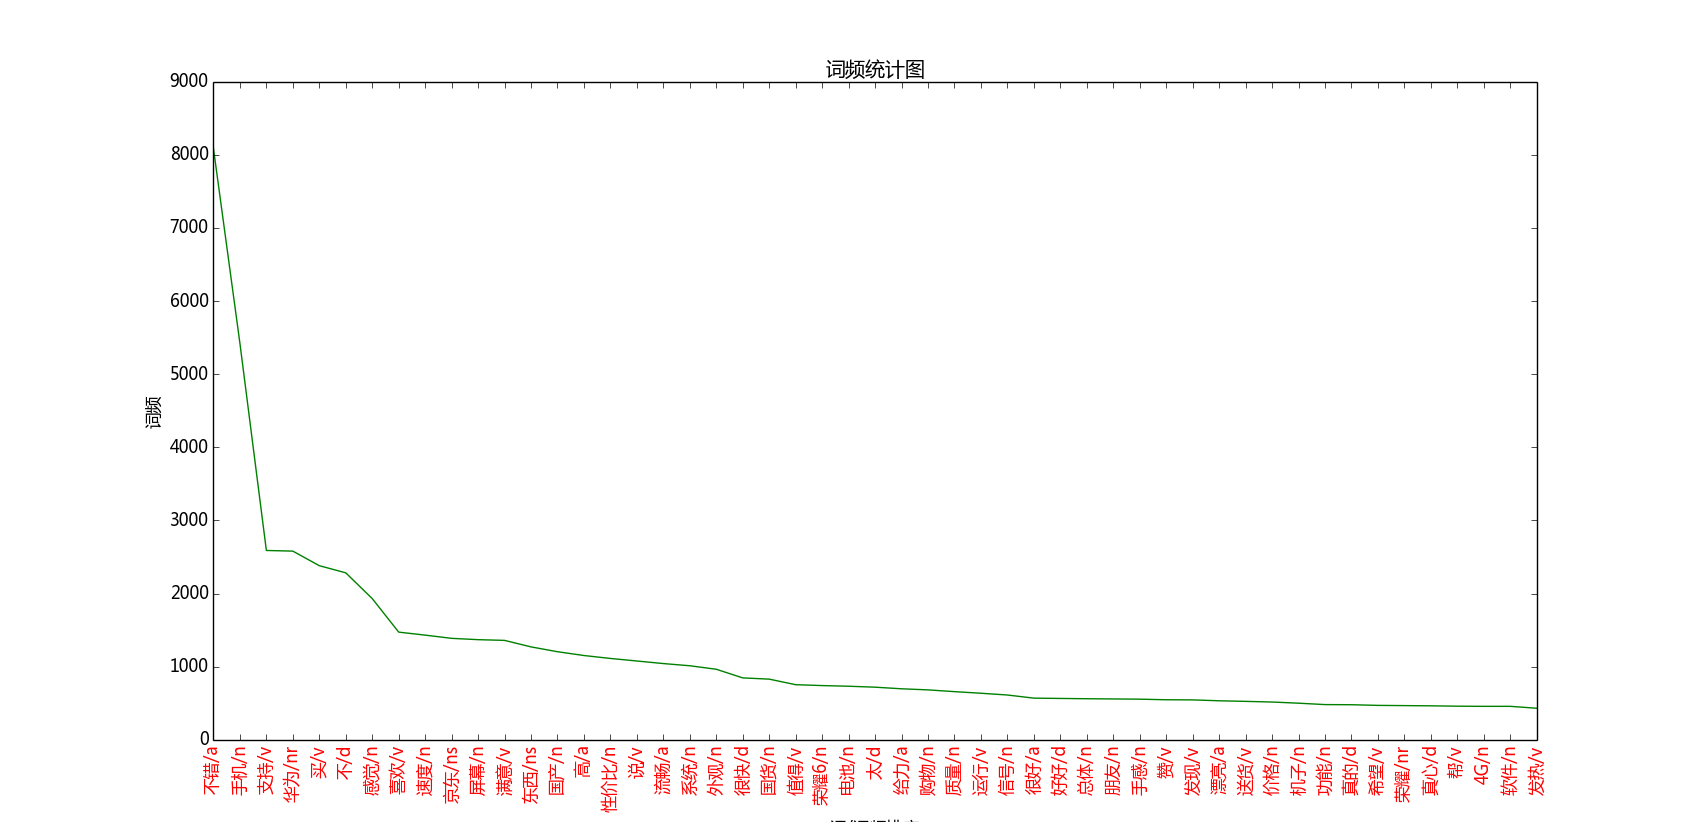 词频统计图
9000
8000
7000
6000
5000
4000
3000
2000
1000
0
词频
不错/a
手机/n
支持/v
华为/nr
买/v
不/d
感觉/n
喜欢/v
速度/n
京东/ns
屏幕/n
满意/v
东西/ns
国产/n
高/a
性价比/n
说/v
流畅/a
系统/n
外观/n
很快/d
国货/n
值得/v
荣耀6/n
电池/n
太/d
给力/a
购物/n
质量/n
运行/v
信号/n
很好/a
好好/d
总体/n
朋友/n
手感/n
赞/v
发现/v
漂亮/a
送货/v
价格/n
机子/n
功能/n
真的/d
希望/v
荣耀/nr
真心/d
帮/v
4G/n
软件/n
发热/v